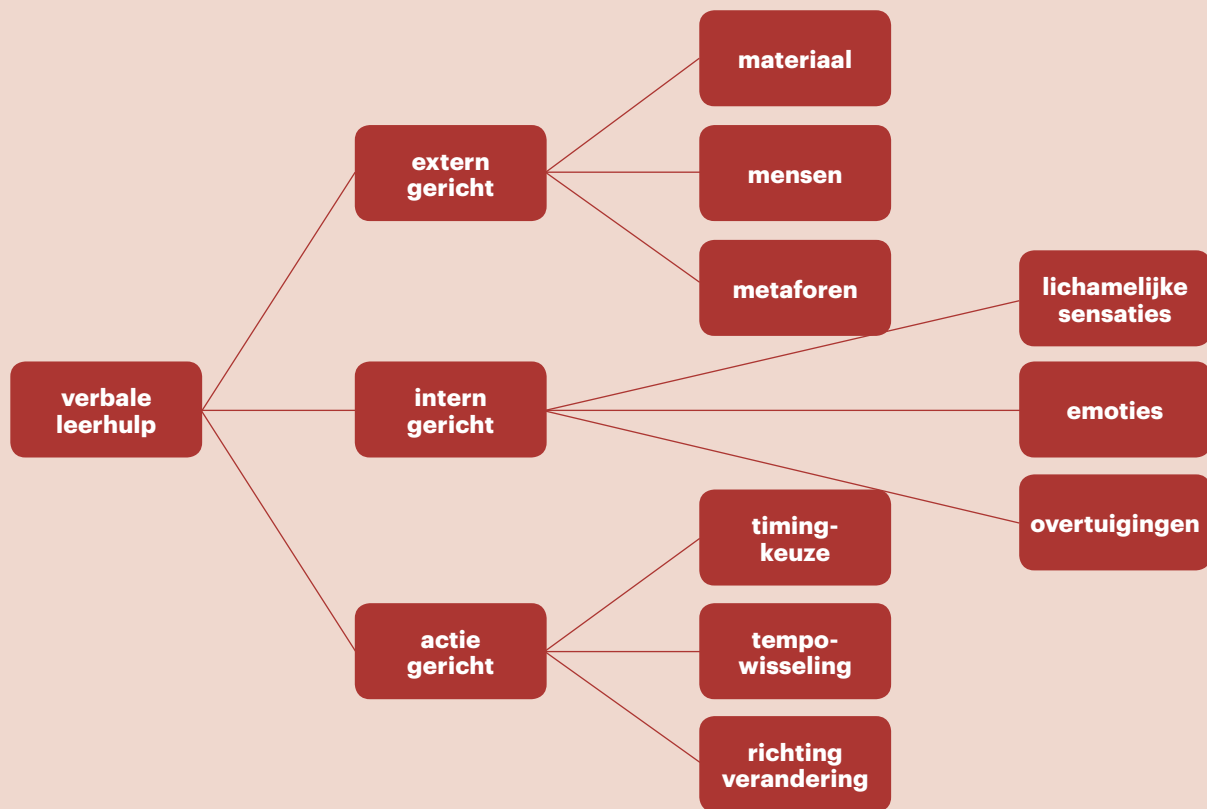 verbale
leerhulp
extern
gericht
materiaal
mensen
metaforen
intern
gericht
lichamelijke
sensaties
emoties
overtuigingen
actie
gericht
timing-
keuze
tempo-
wisseling
richting
verandering